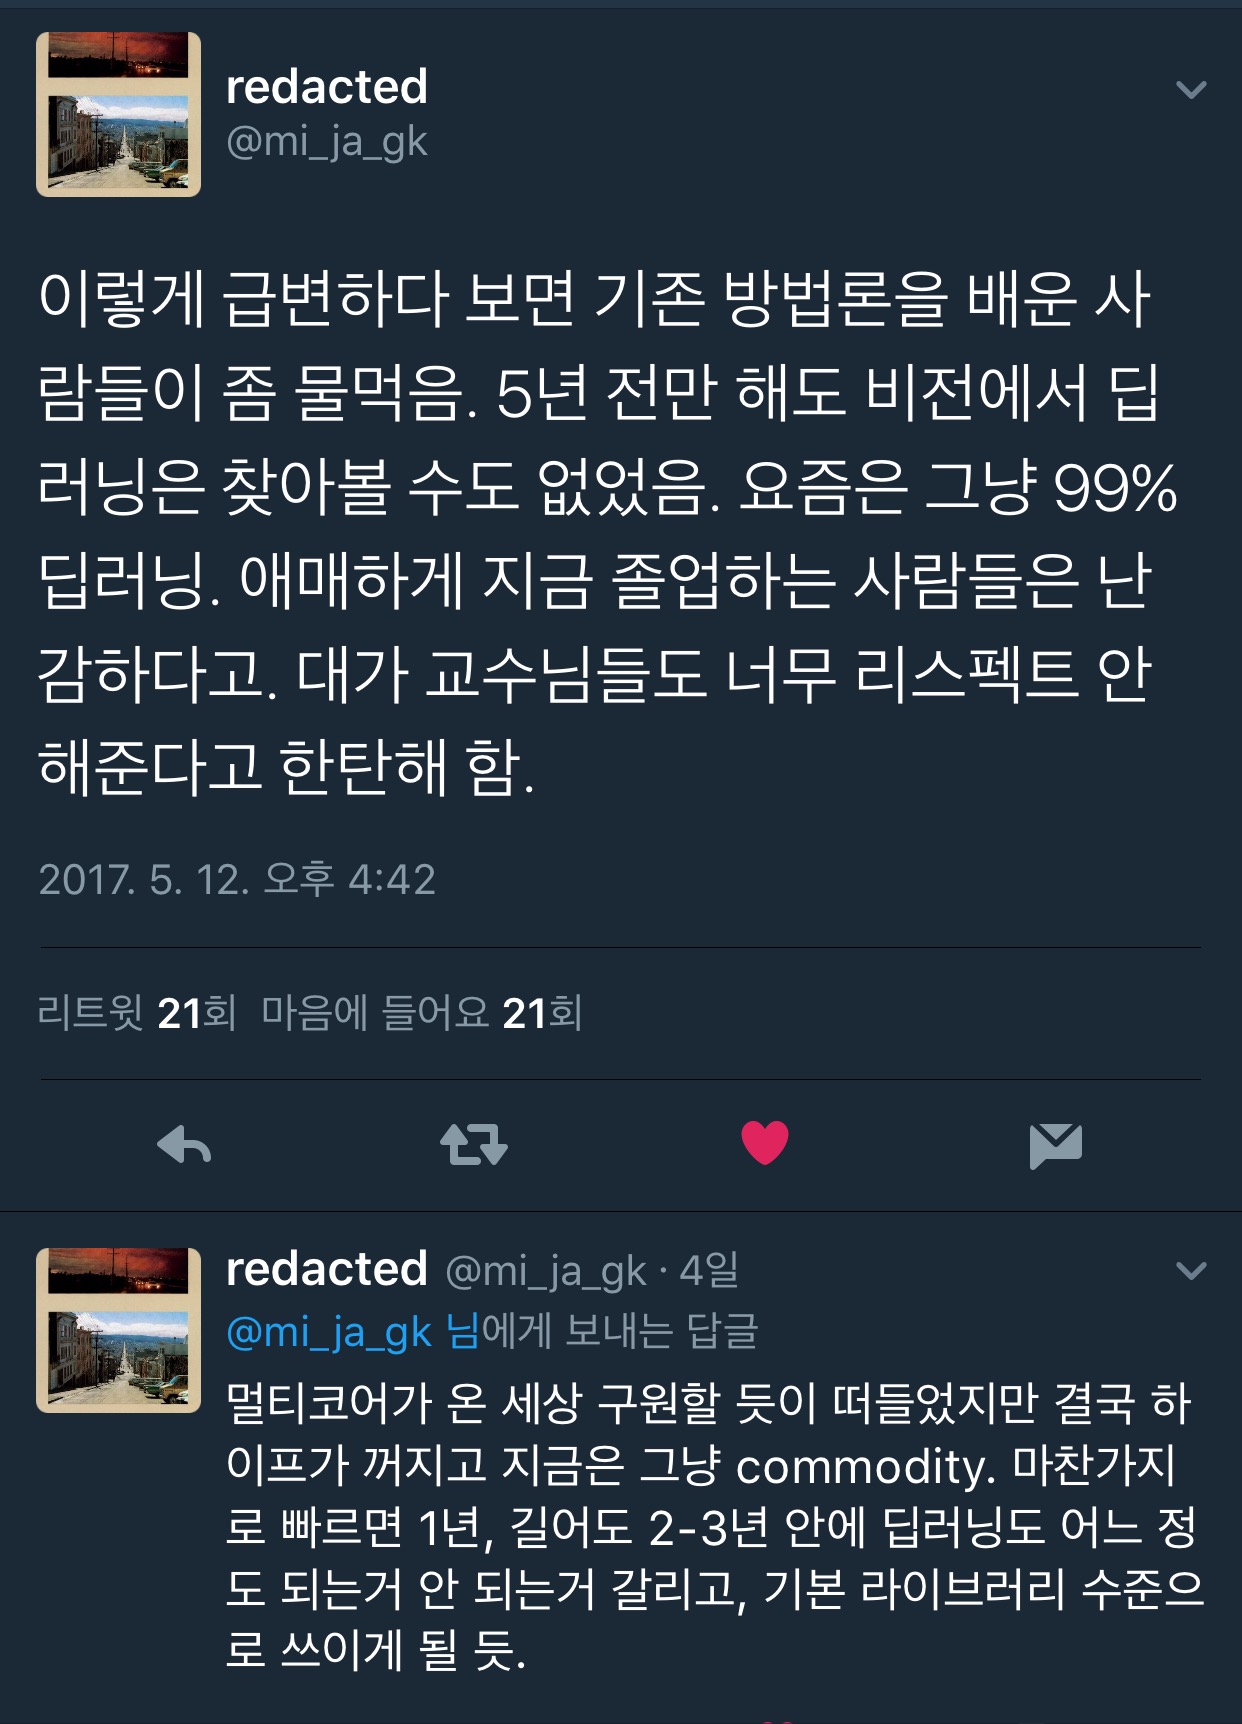 redacted
@mi_ja_gk
이렇게 급변하다 보면 기존 방법론을 배운 사
람들이 좀 물먹음. 5년 전만 해도 비전에서 딥
러닝은 찾아볼 수도 없었음. 요즘은 그냥 99%
딥러닝. 애매하게 지금 졸업하는 사람들은 난
감하다고. 대가 교수님들도 너무 리스펙트 안
해준다고 한탄해 함.
2017. 5. 12. 오후 4:42
리트윗 21회 마음에 들어요 21회
redacted @mi_ja_gk · 4일
@mi_ja_gk 님에게 보내는 답글
멀티코어가 온 세상 구원할 듯이 떠들었지만 결국 하
이프가 꺼지고 지금은 그냥 commodity. 마찬가지
로 빠르면 1년, 길어도 2-3년 안에 딥러닝도 어느 정
도 되는거 안 되는거 갈리고, 기본 라이브러리 수준으
로 쓰이게 될 듯.